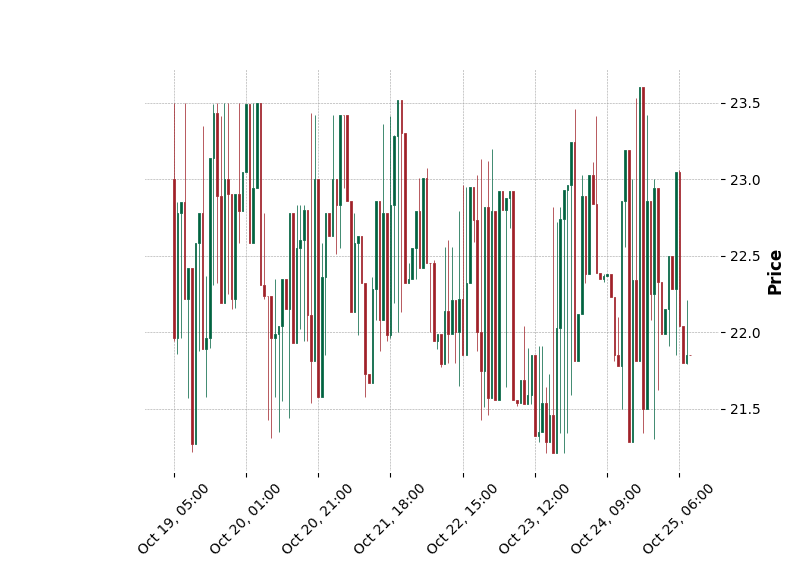 23.5
23.0
22.5
22.0
21.5
Price
Oct 19, 05:00
Oct 20, 01:00
Oct 20, 21:00
Oct 21, 18:00
Oct 22, 15:00
Oct 23, 12:00
Oct 24, 09:00
Oct 25, 06:00